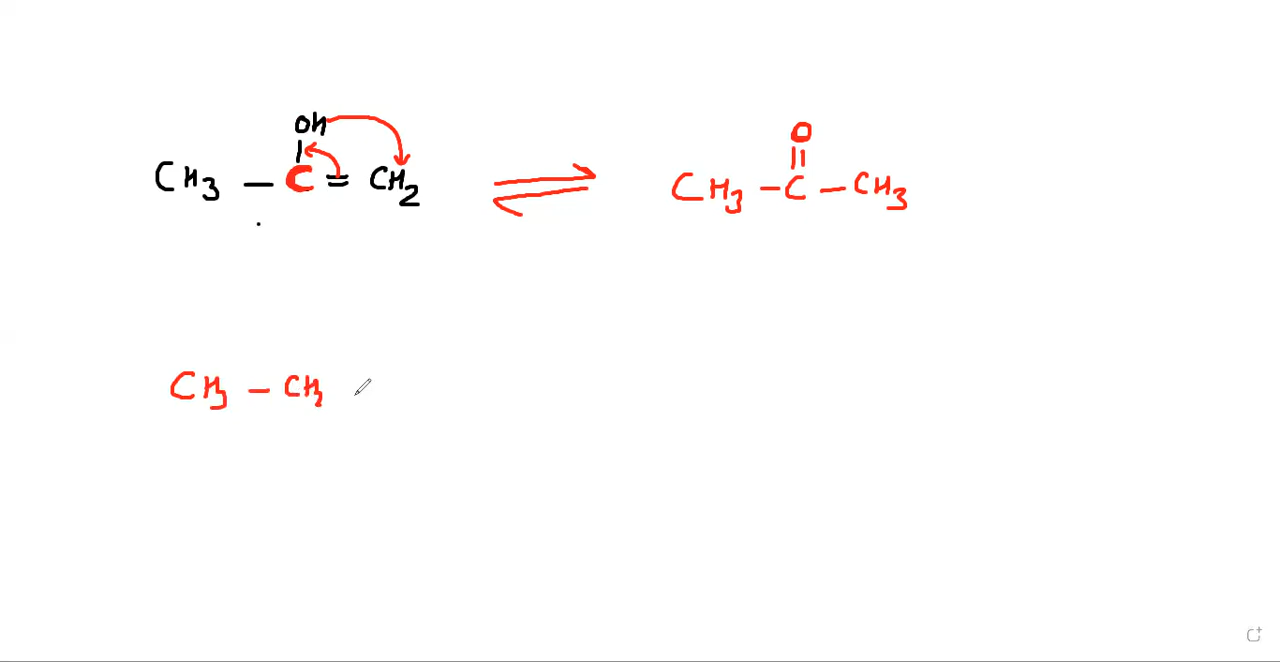 OH O
CH3 – C = CH2 ⇌ CH3 – C – CH3
CH3 – CH3